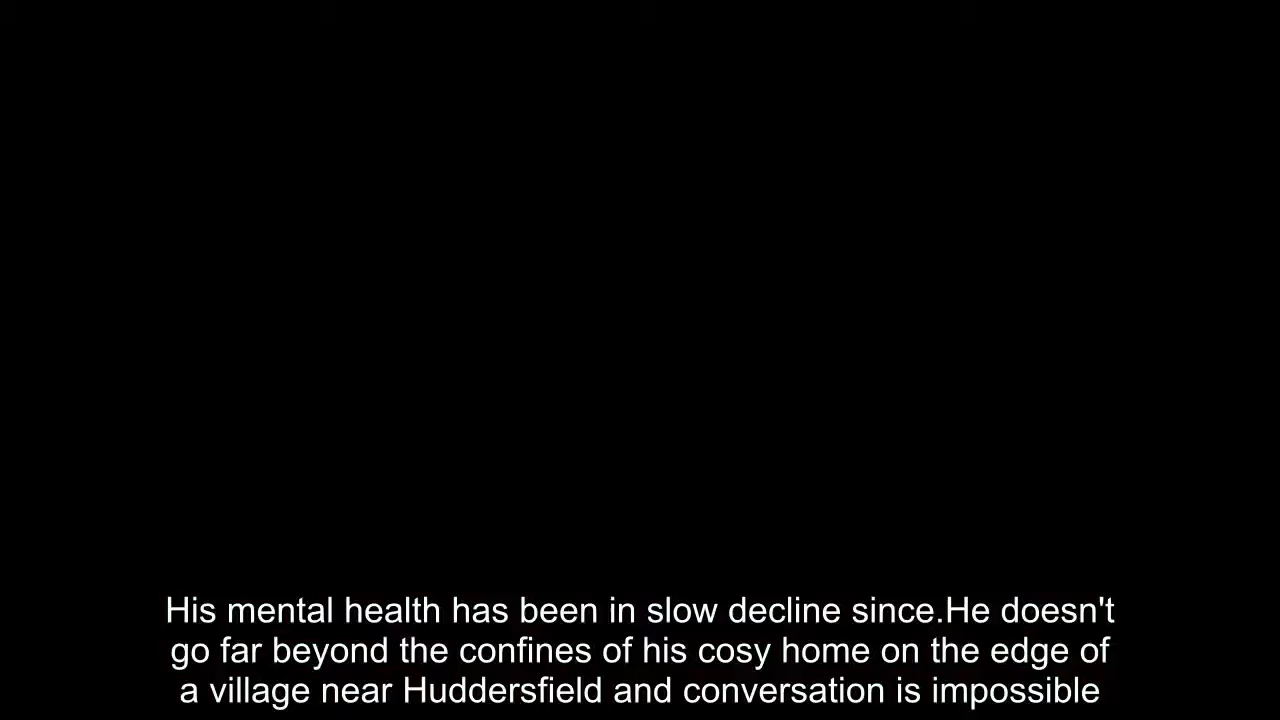 His mental health has been in slow decline since.He doesn't
go far beyond the confines of his cosy home on the edge of
a village near Huddersfield and conversation is impossible